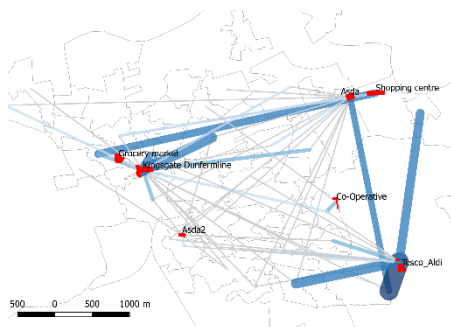 Asda
Shopping centre
Grocery market
Kingsgate Dunfermline
Co-Operative
Asda2
Tesco_Aldi
500 0 500 1000 m